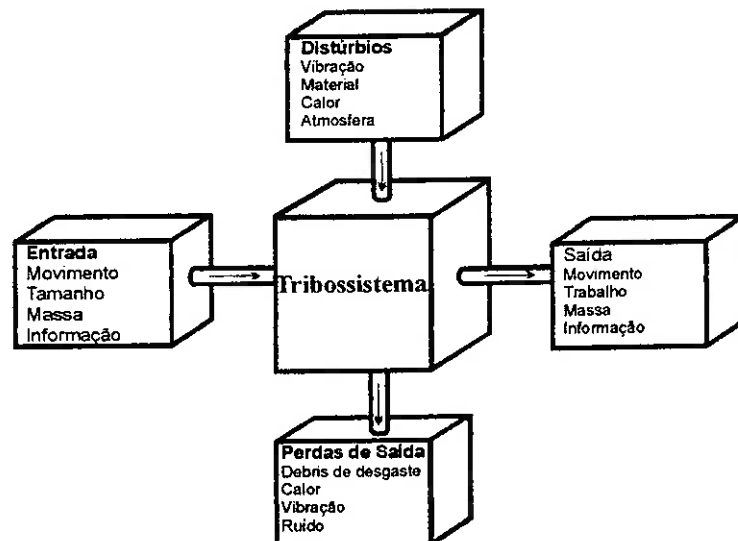 Distúrbios
Vibração
Material
Calor
Atmosfera
Entrada
Movimento
Tamanho
Massa
Informação
Tribossistema
Saída
Movimento
Trabalho
Massa
Informação
Perdas de Saída
Debris de desgaste
Calor
Vibração
Ruído